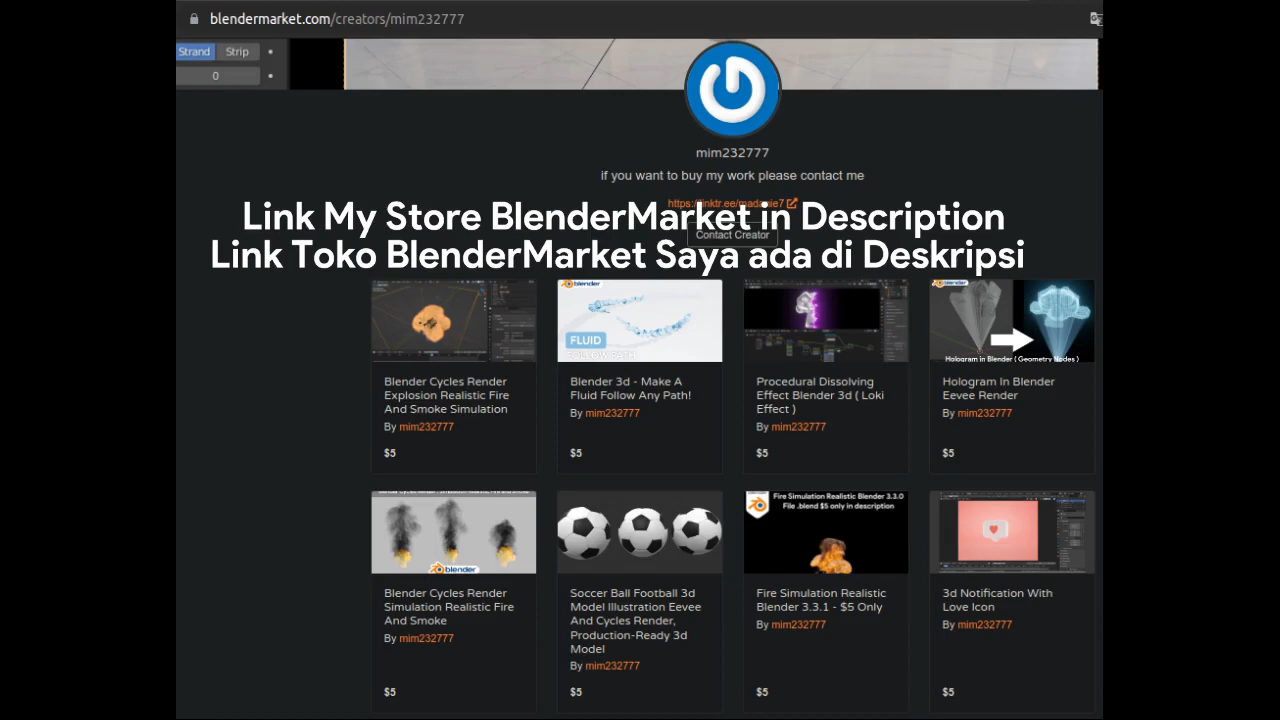 blendermarket.com/creators/mim232777
Strand Strip
0
mim232777
if you want to buy my work please contact me
https://linktr.ee/madanie7
Link My Store BlenderMarket in Description
Contact Creator
Link Toko BlenderMarket Saya ada di Deskripsi
blender
FLUID
FOLLOW PATH
blender
Hologram in Blender ( Geometry Nodes )
Blender Cycles Render
Explosion Realistic Fire
And Smoke Simulation
By mim232777
$5
Blender 3d - Make A
Fluid Follow Any Path!
By mim232777
$5
Procedural Dissolving
Effect Blender 3d ( Loki
Effect )
By mim232777
$5
Hologram In Blender
Eevee Render
By mim232777
$5
blender
Fire Simulation Realistic Blender 3.3.0
File .blend $5 only in description
Blender Cycles Render
Simulation Realistic Fire
And Smoke
By mim232777
$5
Soccer Ball Football 3d
Model Illustration Eevee
And Cycles Render,
Production-Ready 3d
Model
By mim232777
$5
Fire Simulation Realistic
Blender 3.3.1 - $5 Only
By mim232777
$5
3d Notification With
Love Icon
By mim232777
$5